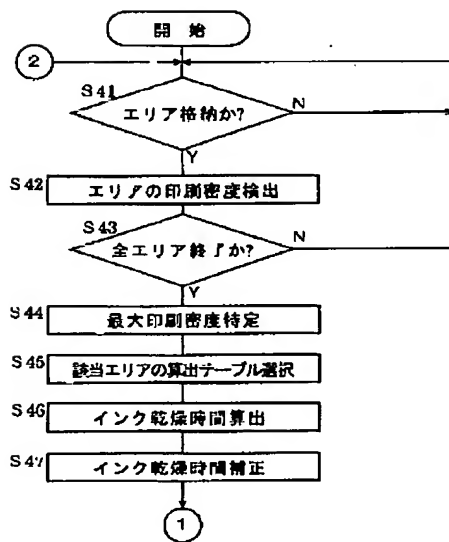 開 始
2
S41
エリア格納か?
N
Y
S42
エリアの印刷密度検出
S43
全エリア終了か?
N
Y
S44
最大印刷密度特定
S45
該当エリアの算出テーブル選択
S46
インク乾燥時間算出
S47
インク乾燥時間補正
1